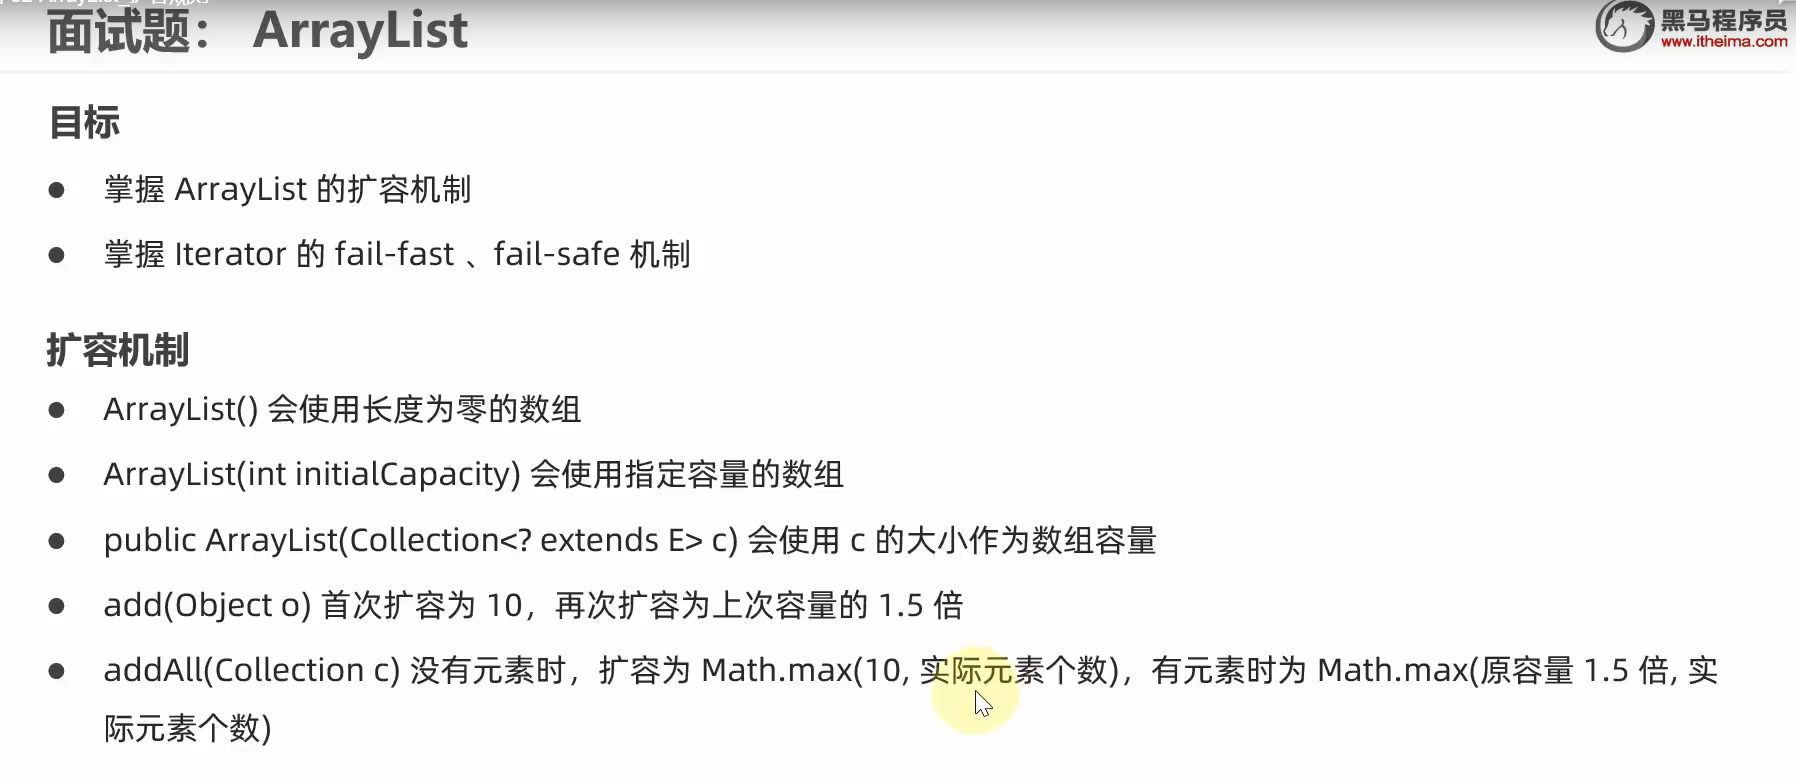 面试题： ArrayList
黑马程序员
www.itheima.com
目标
● 掌握 ArrayList 的扩容机制
● 掌握 Iterator 的 fail-fast 、fail-safe 机制
扩容机制
● ArrayList() 会使用长度为零的数组
● ArrayList(int initialCapacity) 会使用指定容量的数组
● public ArrayList(Collection<? extends E> c) 会使用 c 的大小作为数组容量
● add(Object o) 首次扩容为 10，再次扩容为上次容量的 1.5 倍
● addAll(Collection c) 没有元素时，扩容为 Math.max(10, 实际元素个数)，有元素时为 Math.max(原容量 1.5 倍, 实
际元素个数)